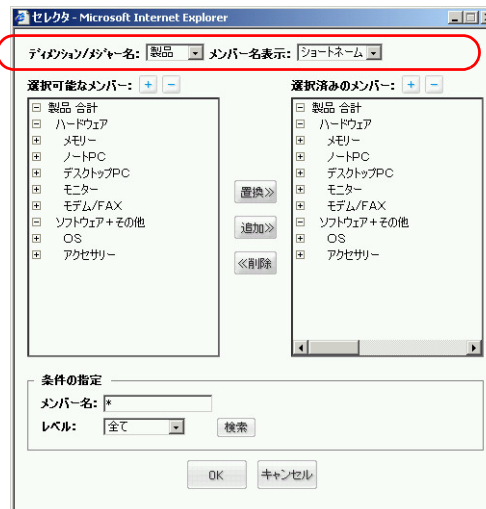 セレクタ - Microsoft Internet Explorer
ディメンション/メジャー名: 製品 メンバー名表示: ショートネーム
選択可能なメンバー: + −
製品 合計
ハードウェア
メモリー
ノートPC
デスクトップPC
モニター
モデム/FAX
ソフトウェア+その他
OS
アクセサリー
置換≫
追加≫
≪削除
選択済みのメンバー: + −
製品 合計
ハードウェア
メモリー
ノートPC
デスクトップPC
モニター
モデム/FAX
ソフトウェア+その他
OS
アクセサリー
条件の指定
メンバー名: *
レベル: 全て 検索
OK キャンセル